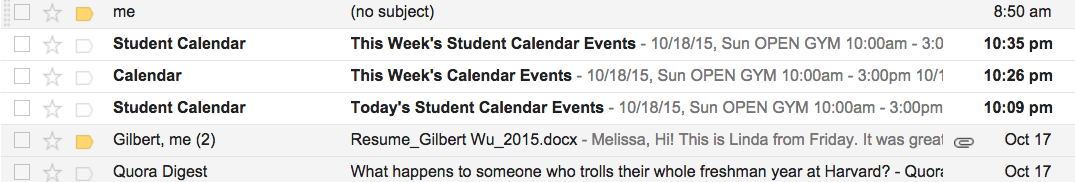 me (no subject) 8:50 am
Student Calendar This Week's Student Calendar Events - 10/18/15, Sun OPEN GYM 10:00am - 3:0 10:35 pm
Calendar This Week's Calendar Events - 10/18/15, Sun OPEN GYM 10:00am - 3:00pm 10/1 10:26 pm
Student Calendar Today's Student Calendar Events - 10/18/15, Sun OPEN GYM 10:00am - 3:00pm 10:09 pm
Gilbert, me (2) Resume_Gilbert Wu_2015.docx - Melissa, Hi! This is Linda from Friday. It was great Oct 17
Quora Digest What happens to someone who trolls their whole freshman year at Harvard? - Quora Oct 17